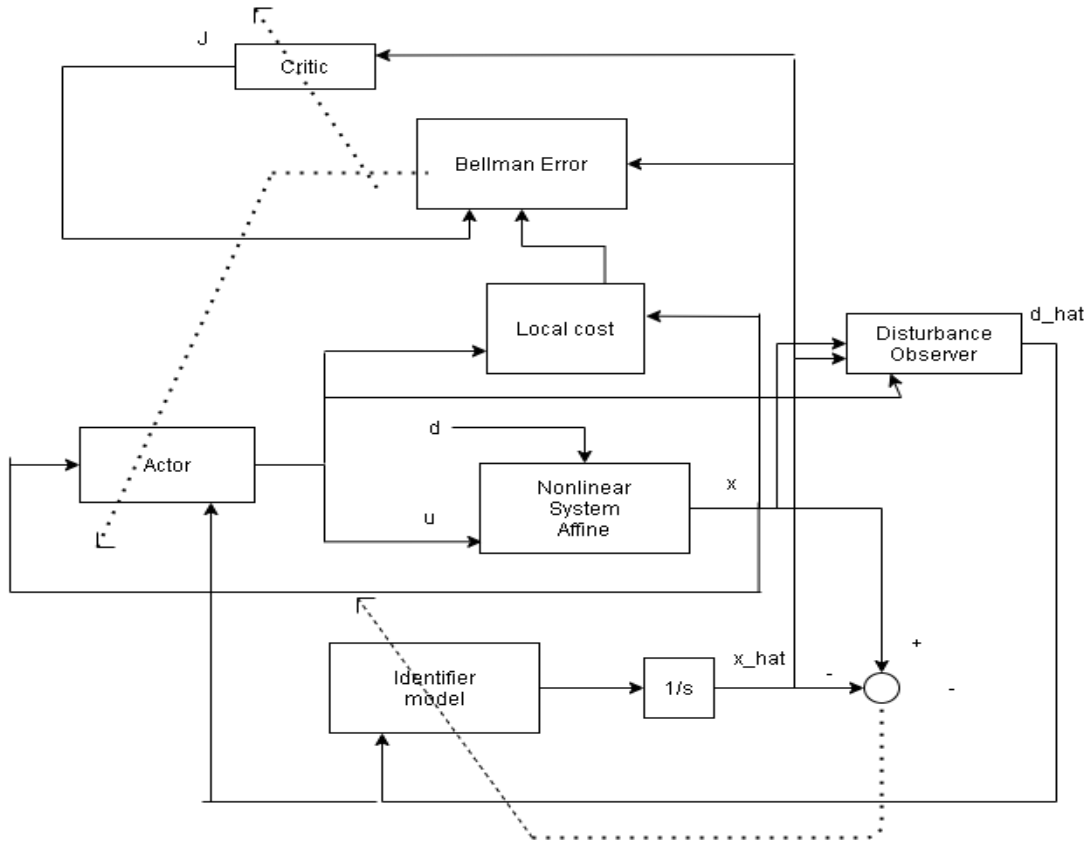 J
Critic
Bellman Error
Local cost
d_hat
Disturbance
Observer
d
Actor
Nonlinear
System
Affine
x
u
+
x_hat
-
-
Identifier
model
1/s